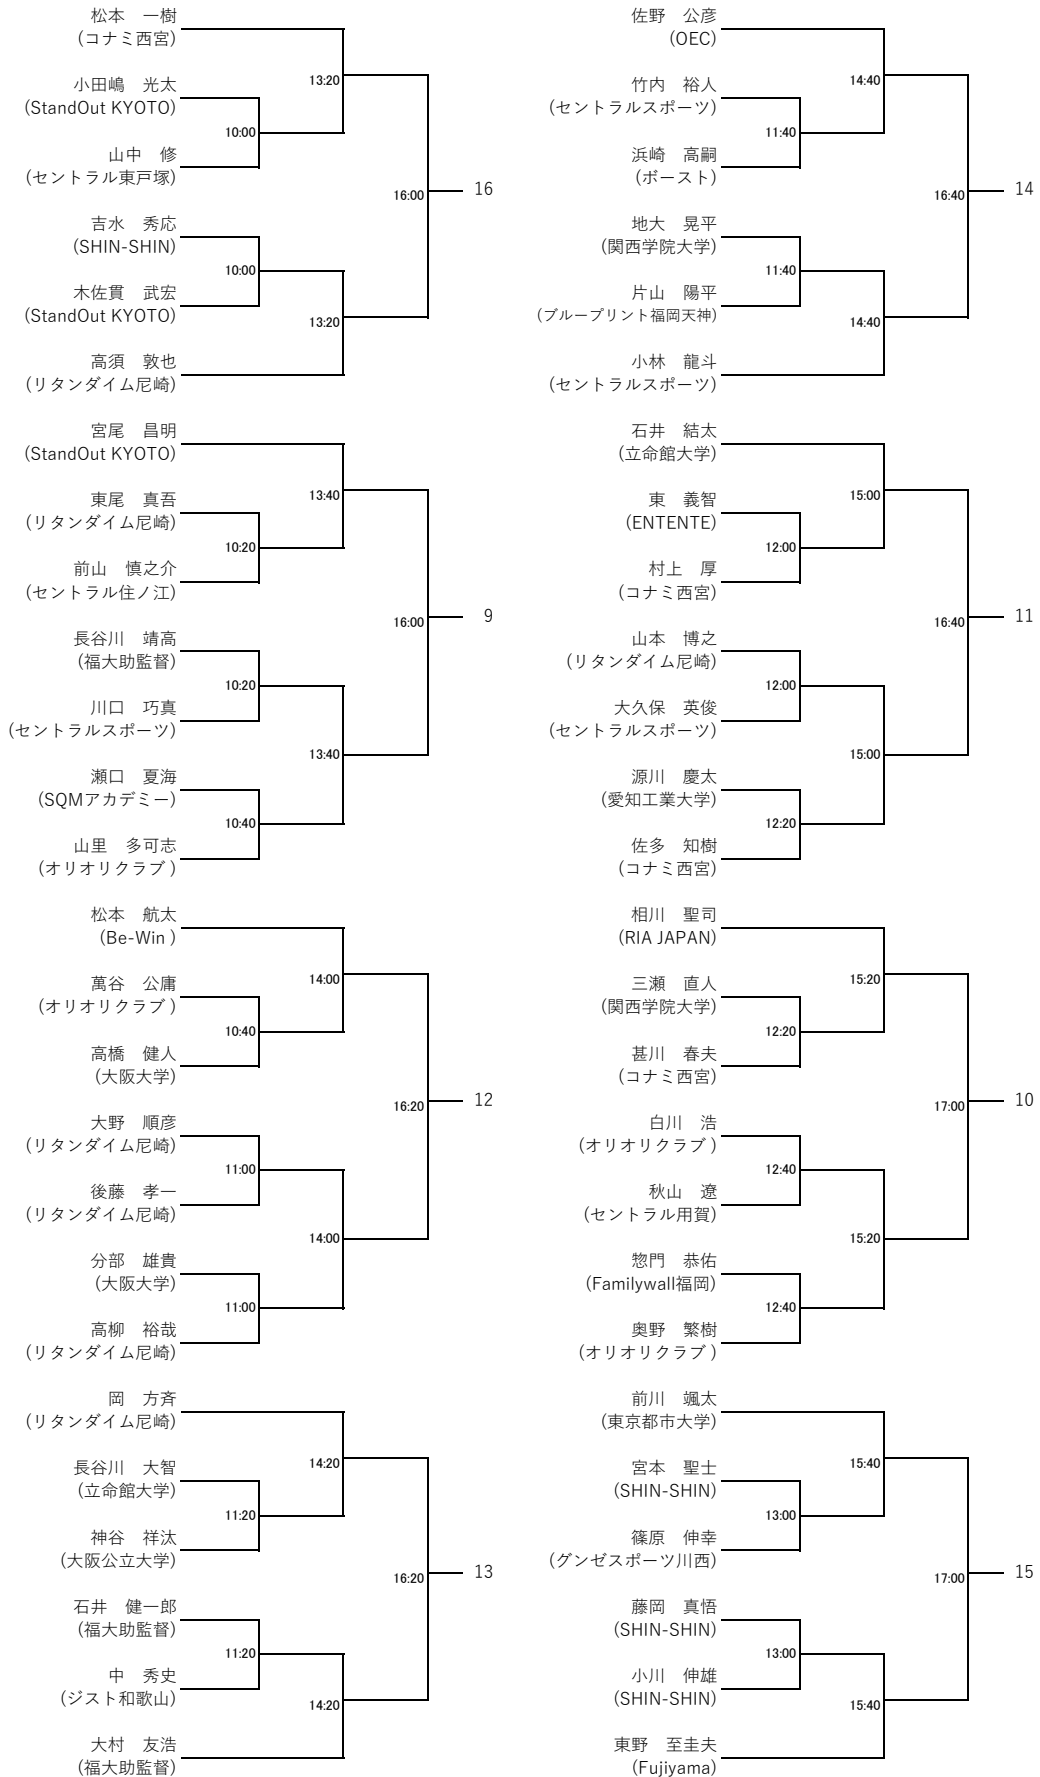 松本　一樹
(コナミ西宮)
13:20
小田嶋　光太
(StandOut KYOTO)
10:00
山中　修
(セントラル東戸塚)
16:00
16
吉水　秀応
(SHIN-SHIN)
10:00
木佐貫　武宏
(StandOut KYOTO)
13:20
高須　敦也
(リタンダイム尼崎)
宮尾　昌明
(StandOut KYOTO)
13:40
東尾　真吾
(リタンダイム尼崎)
10:20
前山　慎之介
(セントラル住ノ江)
16:00
9
長谷川　靖高
(福大助監督)
10:20
川口　巧真
(セントラルスポーツ)
13:40
瀬口　夏海
(SQMアカデミー)
10:40
山里　多可志
(オリオリクラブ )
松本　航太
(Be-Win )
14:00
萬谷　公庸
(オリオリクラブ )
10:40
高橋　健人
(大阪大学)
16:20
12
大野　順彦
(リタンダイム尼崎)
11:00
後藤　孝一
(リタンダイム尼崎)
14:00
分部　雄貴
(大阪大学)
11:00
高柳　裕哉
(リタンダイム尼崎)
岡　方斉
(リタンダイム尼崎)
14:20
長谷川　大智
(立命館大学)
11:20
神谷　祥汰
(大阪公立大学)
16:20
13
石井　健一郎
(福大助監督)
11:20
中　秀史
(ジスト和歌山)
14:20
大村　友浩
(福大助監督)
佐野　公彦
(OEC)
14:40
竹内　裕人
(セントラルスポーツ)
11:40
浜崎　高嗣
(ボースト)
16:40
14
地大　晃平
(関西学院大学)
11:40
片山　陽平
(ブループリント福岡天神)
14:40
小林　龍斗
(セントラルスポーツ)
石井　結太
(立命館大学)
15:00
東　義智
(ENTENTE)
12:00
村上　厚
(コナミ西宮)
16:40
11
山本　博之
(リタンダイム尼崎)
12:00
大久保　英俊
(セントラルスポーツ)
15:00
源川　慶太
(愛知工業大学)
12:20
佐多　知樹
(コナミ西宮)
相川　聖司
(RIA JAPAN)
15:20
三瀬　直人
(関西学院大学)
12:20
甚川　春夫
(コナミ西宮)
17:00
10
白川　浩
(オリオリクラブ )
12:40
秋山　遼
(セントラル用賀)
15:20
惣門　恭佑
(Familywall福岡)
12:40
奥野　繁樹
(オリオリクラブ )
前川　颯太
(東京都市大学)
15:40
宮本　聖士
(SHIN-SHIN)
13:00
篠原　伸幸
(グンゼスポーツ川西)
17:00
15
藤岡　真悟
(SHIN-SHIN)
13:00
小川　伸雄
(SHIN-SHIN)
15:40
東野　至圭夫
(Fujiyama)